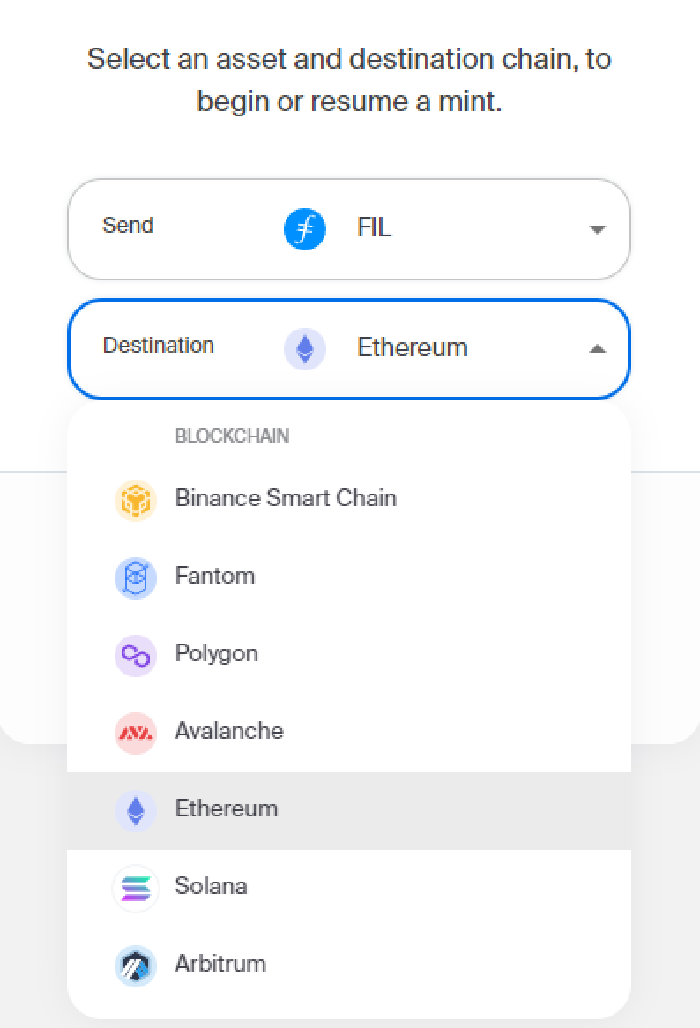 Select an asset and destination chain, to
begin or resume a mint.
Send FIL
Destination Ethereum
BLOCKCHAIN
Binance Smart Chain
Fantom
Polygon
Avalanche
Ethereum
Solana
Arbitrum